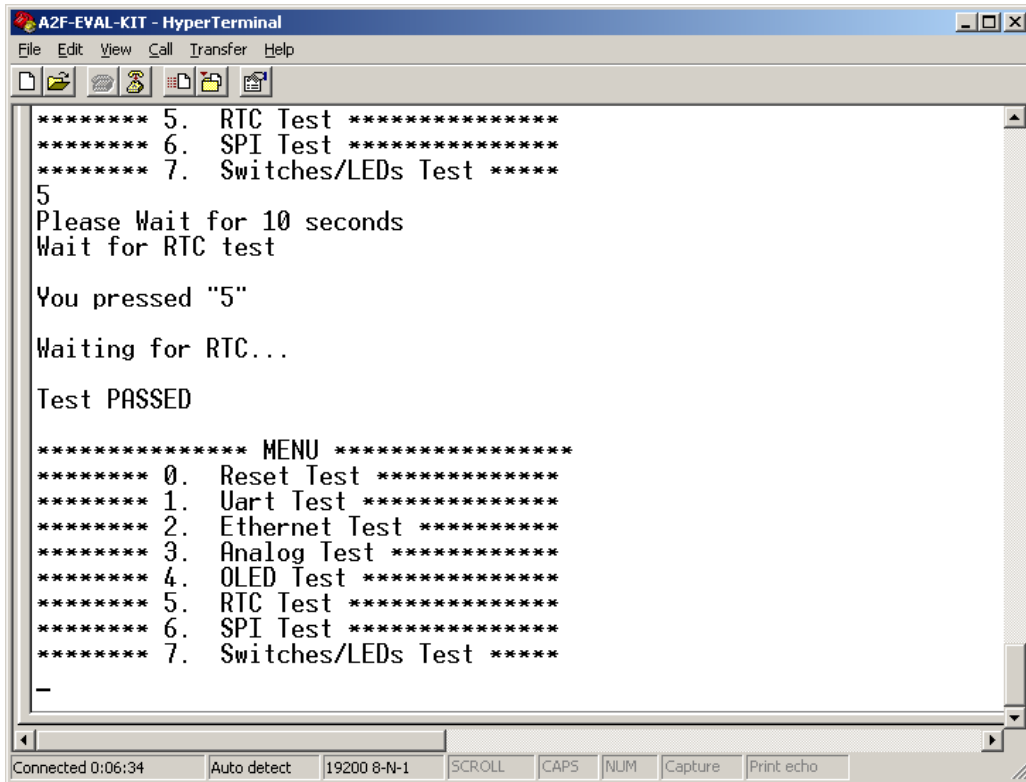 A2F-EVAL-KIT - HyperTerminal
File Edit View Call Transfer Help
******** 5.  RTC Test ***************
******** 6.  SPI Test ***************
******** 7.  Switches/LEDs Test *****
5
Please Wait for 10 seconds
Wait for RTC test
You pressed "5"
Waiting for RTC...
Test PASSED
*************** MENU *****************
******** 0.  Reset Test *************
******** 1.  Uart Test **************
******** 2.  Ethernet Test **********
******** 3.  Analog Test ************
******** 4.  OLED Test **************
******** 5.  RTC Test ***************
******** 6.  SPI Test ***************
******** 7.  Switches/LEDs Test *****
_
Connected 0:06:34 Auto detect 19200 8-N-1 SCROLL CAPS NUM Capture Print echo